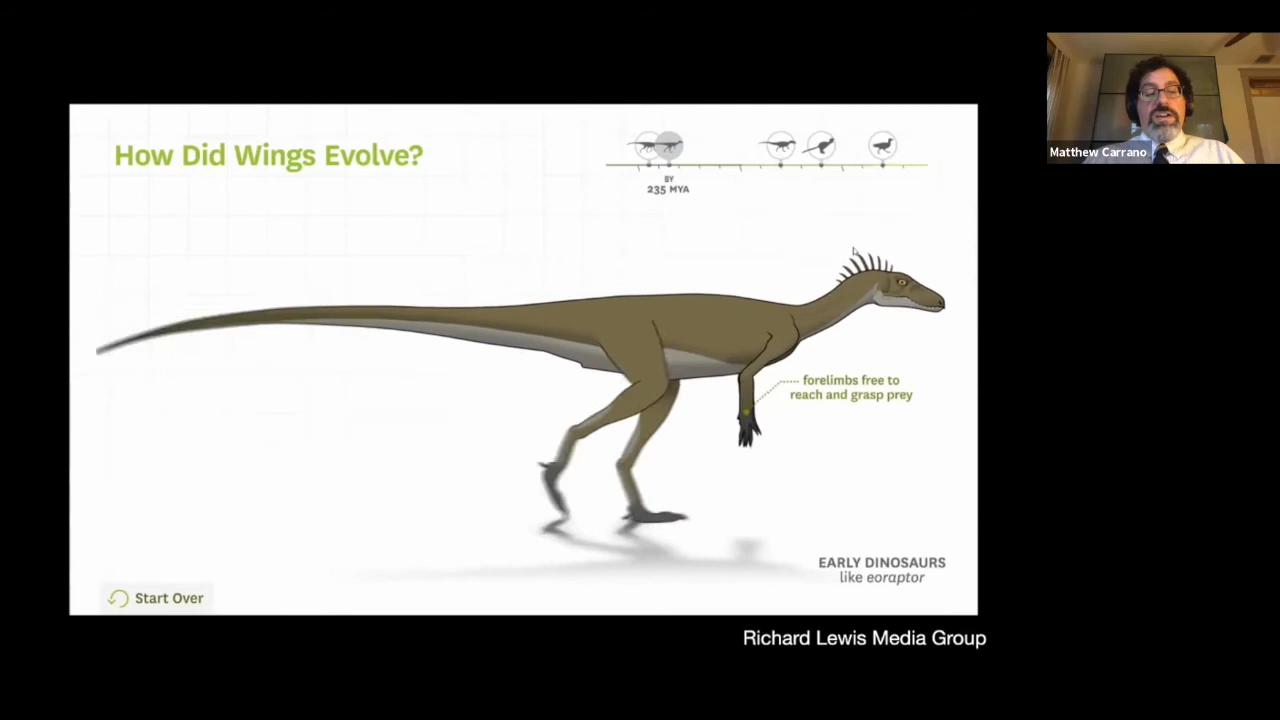 How Did Wings Evolve?
BY
235 MYA
Matthew Carrano
forelimbs free to
reach and grasp prey
EARLY DINOSAURS
like eoraptor
Start Over
Richard Lewis Media Group